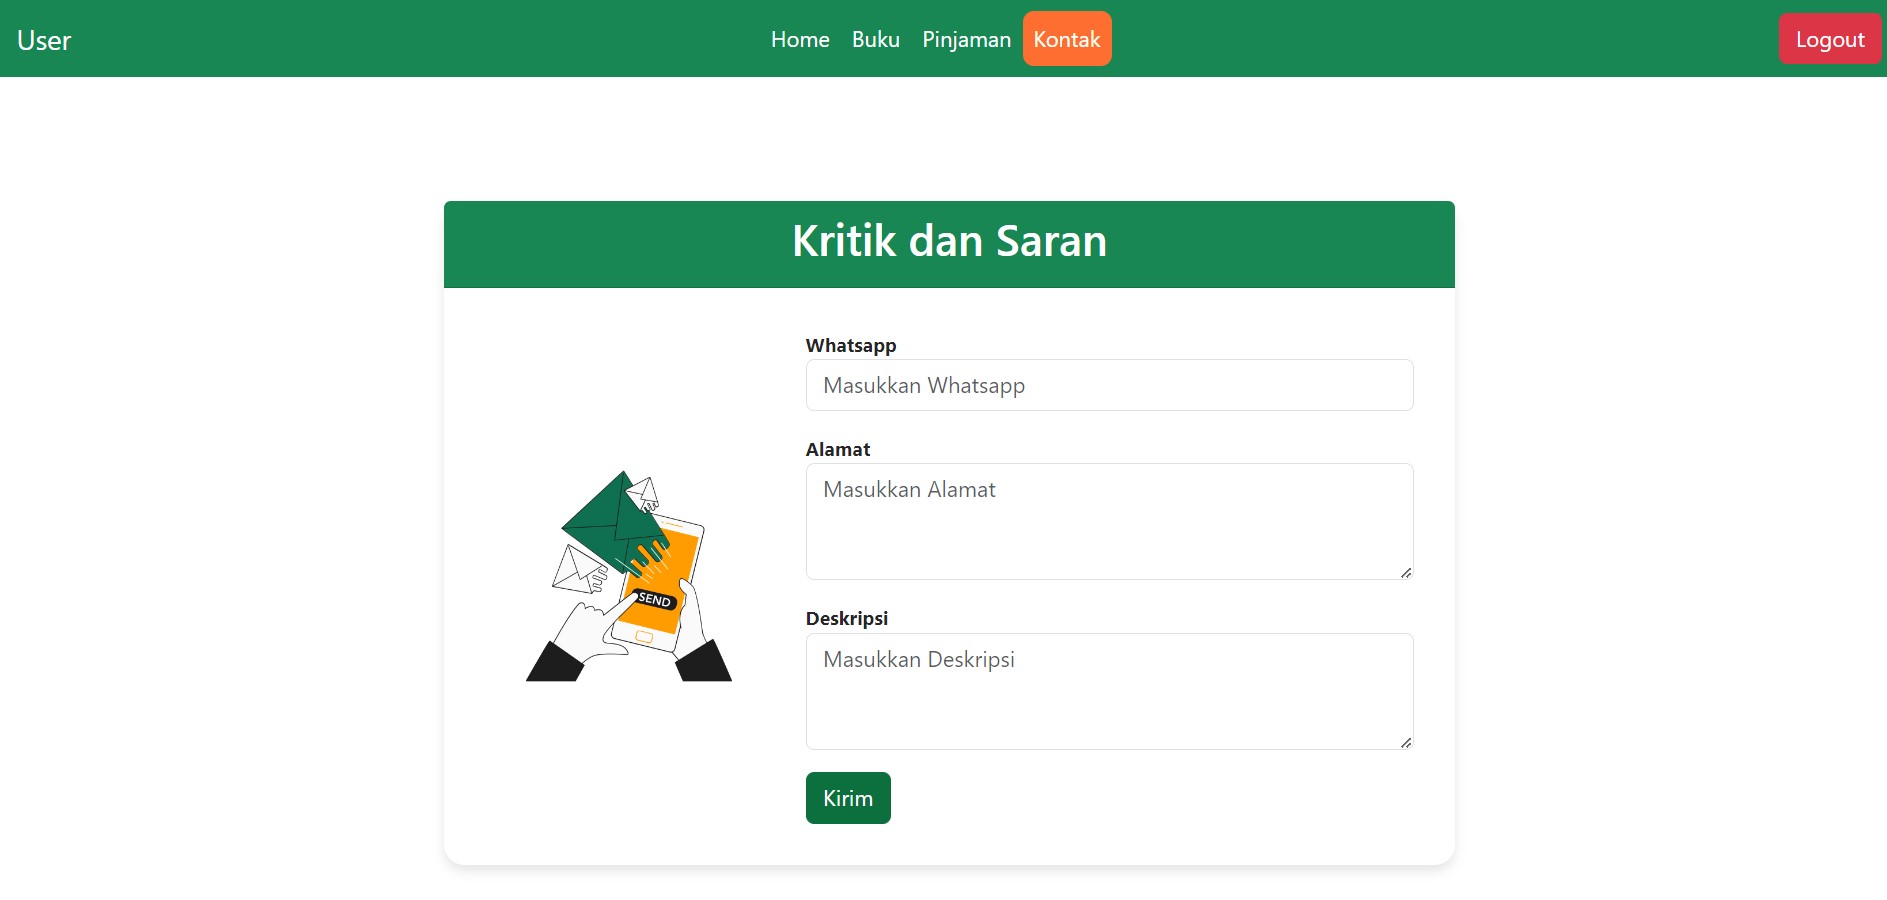 User Home Buku Pinjaman Kontak Logout
Kritik dan Saran
Whatsapp
Masukkan Whatsapp
Alamat
Masukkan Alamat
SEND
Deskripsi
Masukkan Deskripsi
Kirim